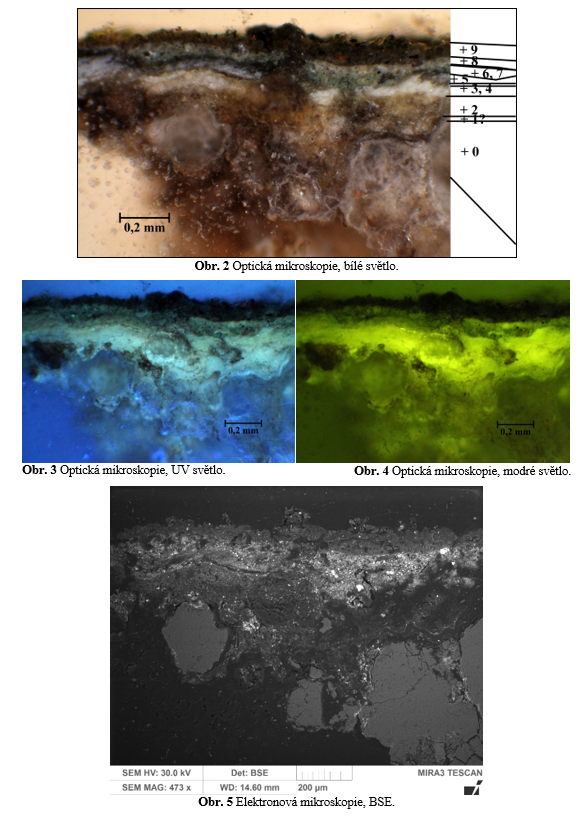 + 9
+ 8
+ 6, 7
+ 5
+ 3, 4
+ 2
+ 1?
+ 0
0,2 mm
Obr. 2 Optická mikroskopie, bílé světlo.
0,2 mm
0,2 mm
Obr. 3 Optická mikroskopie, UV světlo.
Obr. 4 Optická mikroskopie, modré světlo.
SEM HV: 30.0 kV Det: BSE MIRA3 TESCAN
SEM MAG: 473 x WD: 14.60 mm 200 µm
Obr. 5 Elektronová mikroskopie, BSE.